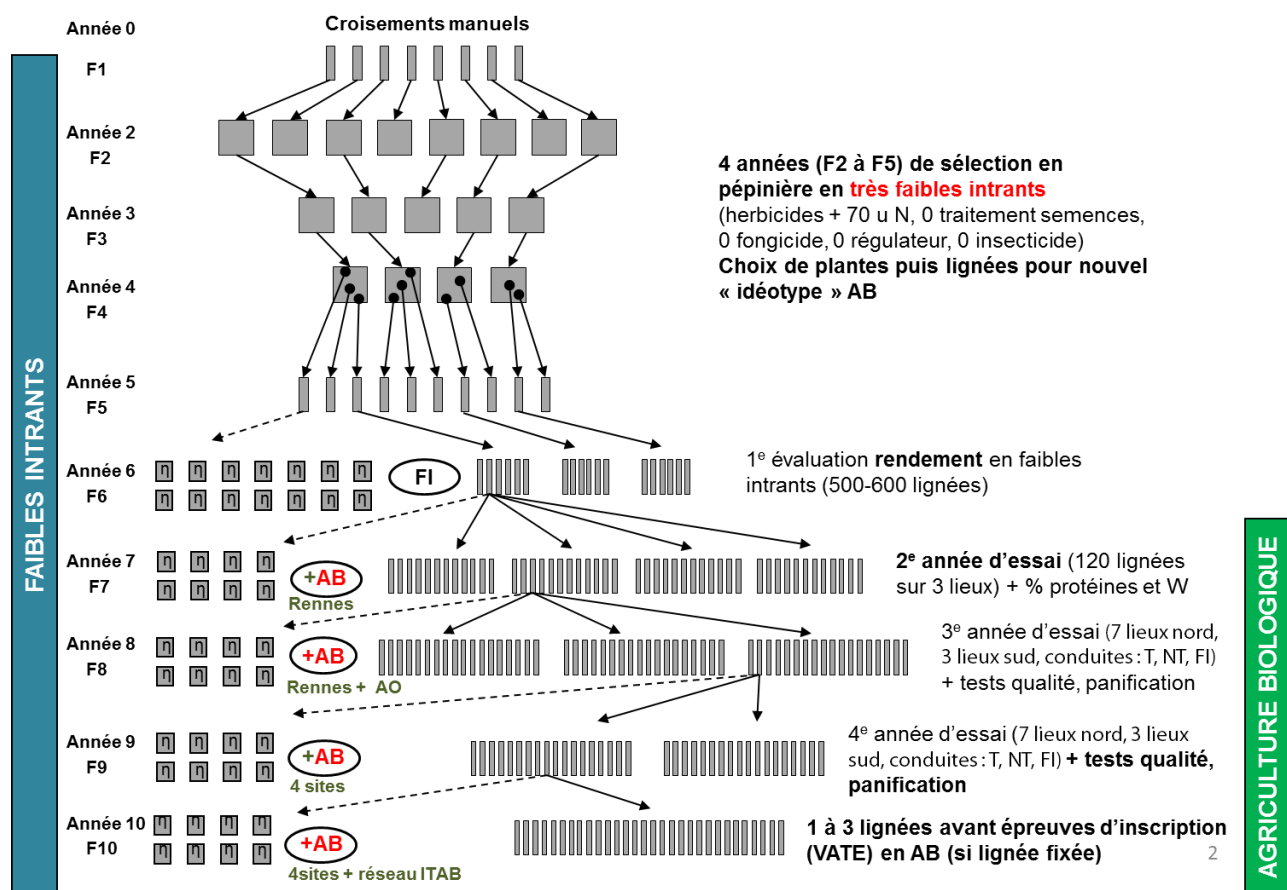 Année 0
Croisements manuels
F1
Année 2
F2
4 années (F2 à F5) de sélection en
pépinière en très faibles intrants
(herbicides + 70 u N, 0 traitement semences,
0 fongicide, 0 régulateur, 0 insecticide)
Choix de plantes puis lignées pour nouvel
« idéotype » AB
Année 3
F3
Année 4
F4
FAIBLES INTRANTS
Année 5
F5
Année 6
F6
η η η η η η η
η η η η η η η
FI
1e évaluation rendement en faibles
intrants (500-600 lignées)
Année 7
F7
η η η η
η η η η
+AB
Rennes
2e année d'essai (120 lignées
sur 3 lieux) + % protéines et W
AGRICULTURE BIOLOGIQUE
Année 8
F8
η η η η
η η η η
+AB
Rennes + AO
3e année d'essai (7 lieux nord,
3 lieux sud, conduites : T, NT, FI)
+ tests qualité, panification
Année 9
F9
η η η η
η η η η
+AB
4 sites
4e année d'essai (7 lieux nord, 3 lieux
sud, conduites : T, NT, FI) + tests qualité,
panification
Année 10
F10
η η η η
η η η η
+AB
4sites + réseau ITAB
1 à 3 lignées avant épreuves d'inscription
(VATE) en AB (si lignée fixée)
2